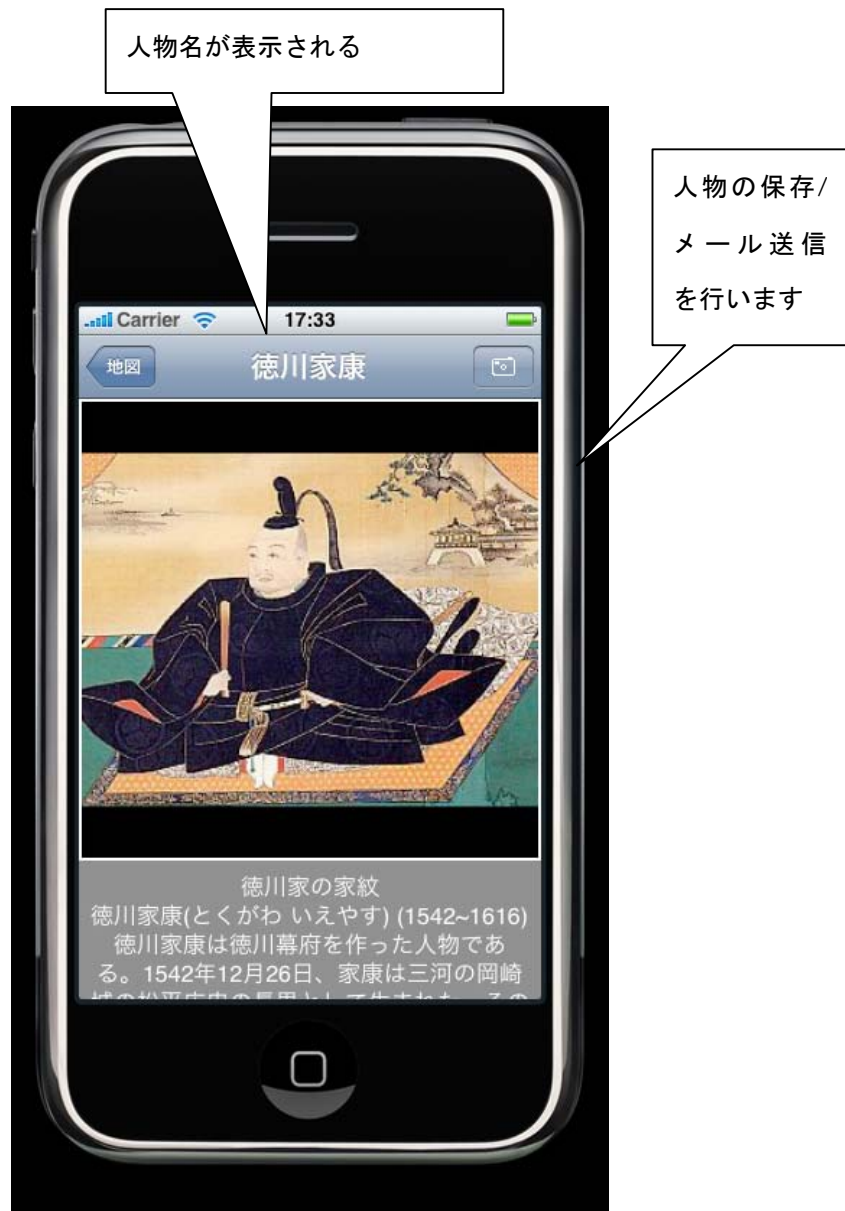 人物名が表示される
人物の保存/
メール送信
を行います
Carrier 17:33
地図 徳川家康
徳川家の家紋
徳川家康(とくがわ いえやす) (1542~1616)
徳川家康は徳川幕府を作った人物であ
る。1542年12月26日、家康は三河の岡崎